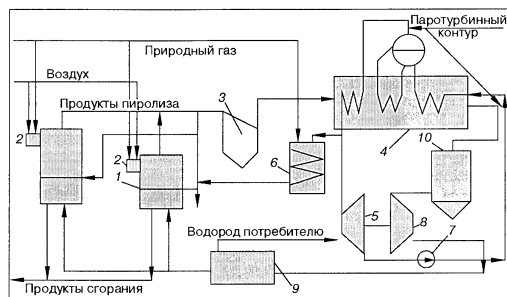 Паротурбинный
контур
Природный газ
Воздух
Продукты пиролиза
3
4
10
2
2
1
6
5
8
7
Водород потребителю
9
Продукты сгорания